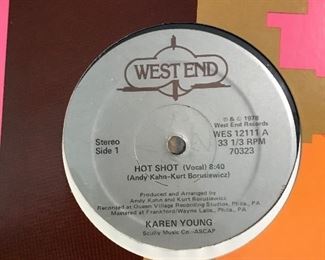 WEST END
℗ & © 1978
West End Records
Stereo
Side 1
WES 12111 A
33 1/3 RPM
70323
HOT SHOT (Vocal) 8:40
(Andy Kahn-Kurt Borusiewicz)
Produced and Arranged by
Andy Kahn and Kurt Borusiewicz
Recorded at Queen Village Recording Studios, Phila., PA
Mastered at Frankford/Wayne Labs., Phila., PA
KAREN YOUNG
Scully Music Co.-ASCAP